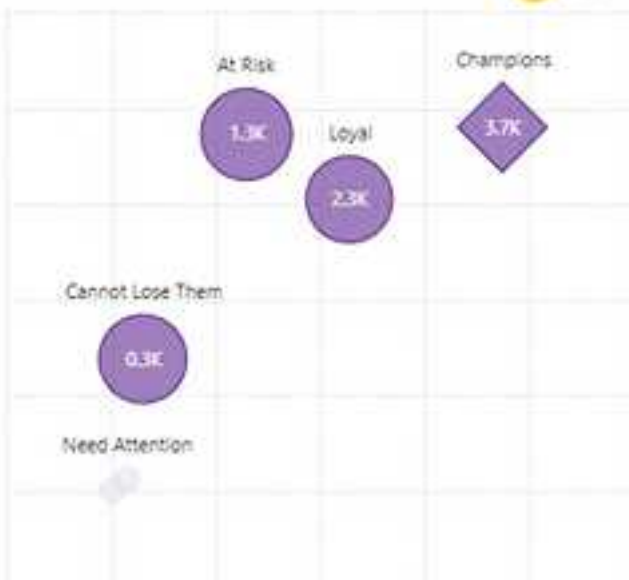 Champions
At Risk
3.7K
1.3K
Loyal
2.3K
Cannot Lose Them
0.3K
Need Attention